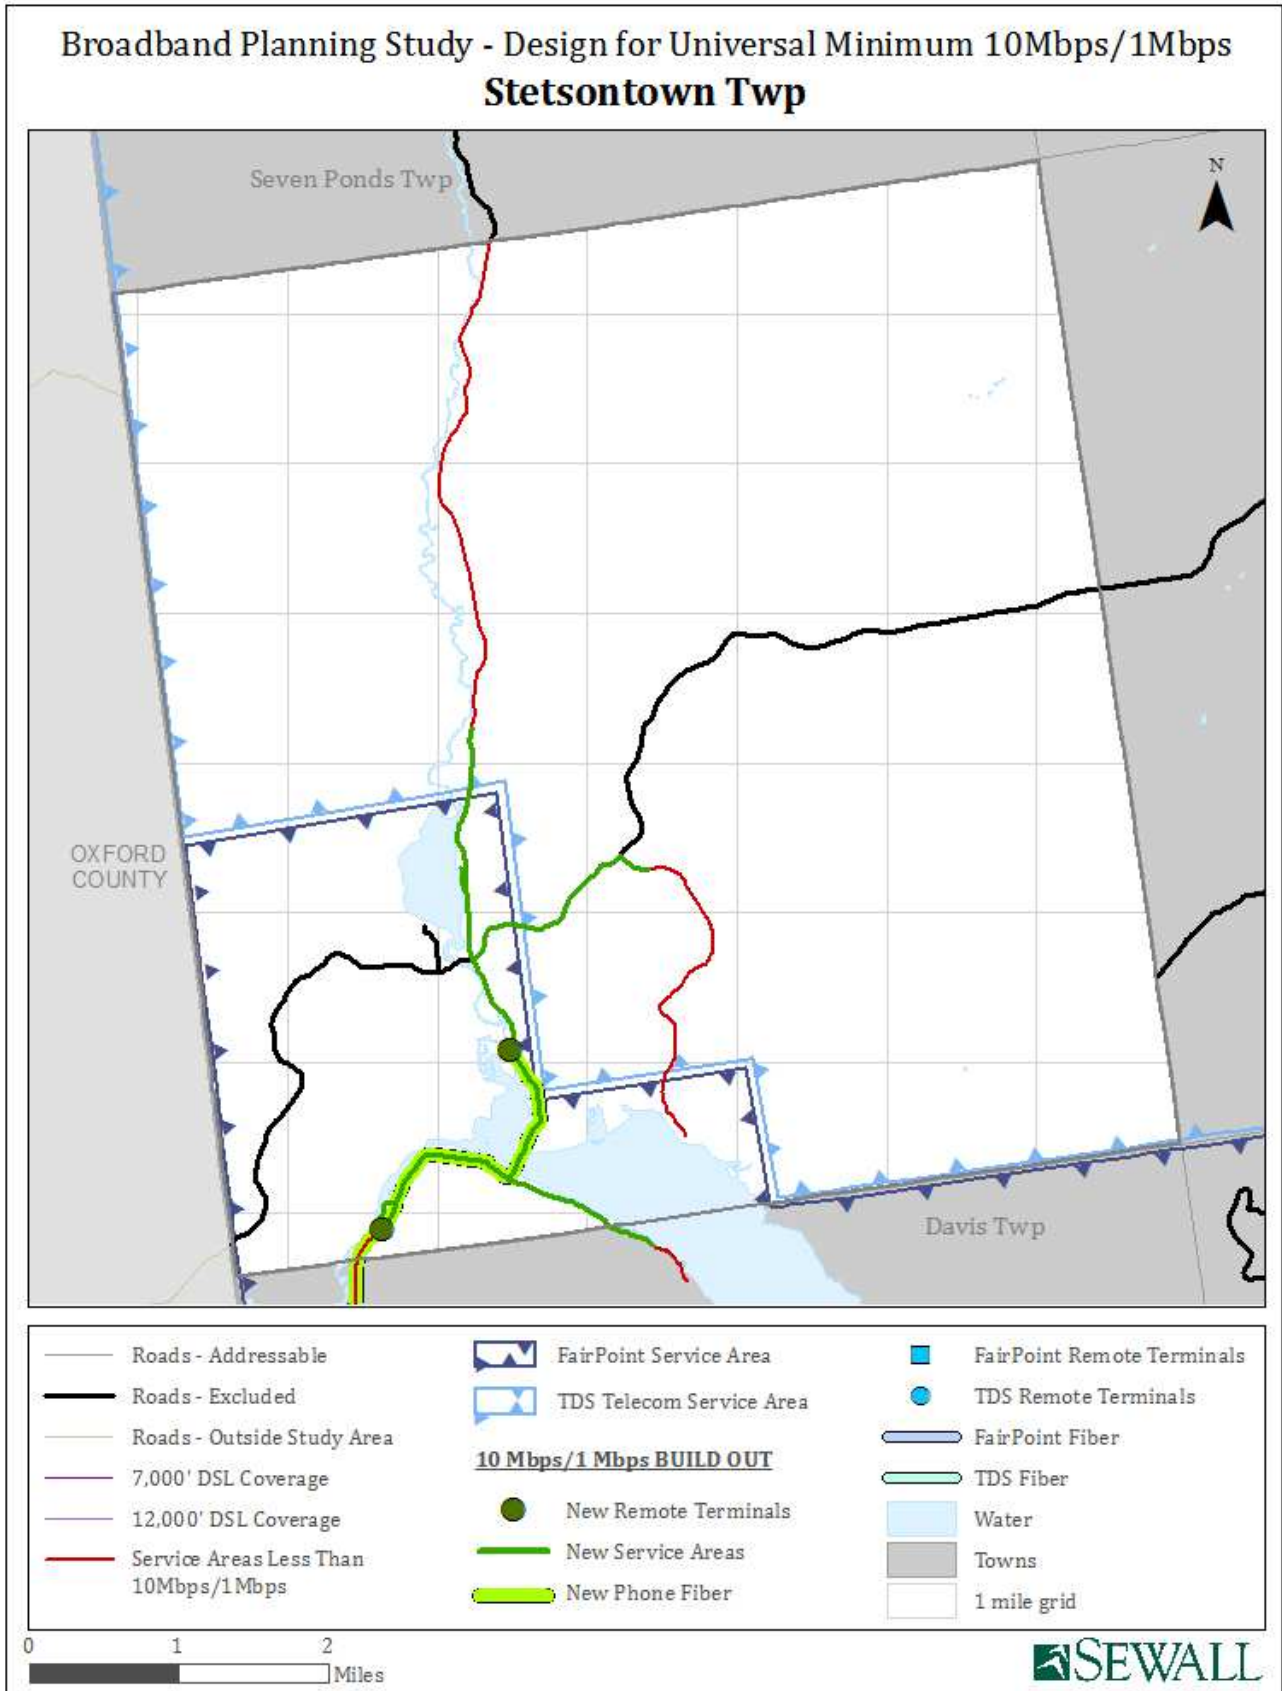 Broadband Planning Study - Design for Universal Minimum 10Mbps/1Mbps
Stetsontown Twp
Seven Ponds Twp
N
OXFORD
COUNTY
Davis Twp
Roads - Addressable
Roads - Excluded
Roads - Outside Study Area
7,000' DSL Coverage
12,000' DSL Coverage
Service Areas Less Than
10Mbps/1Mbps
FairPoint Service Area
TDS Telecom Service Area
10 Mbps/1 Mbps BUILD OUT
New Remote Terminals
New Service Areas
New Phone Fiber
FairPoint Remote Terminals
TDS Remote Terminals
FairPoint Fiber
TDS Fiber
Water
Towns
1 mile grid
0 1 2
Miles
SEWALL